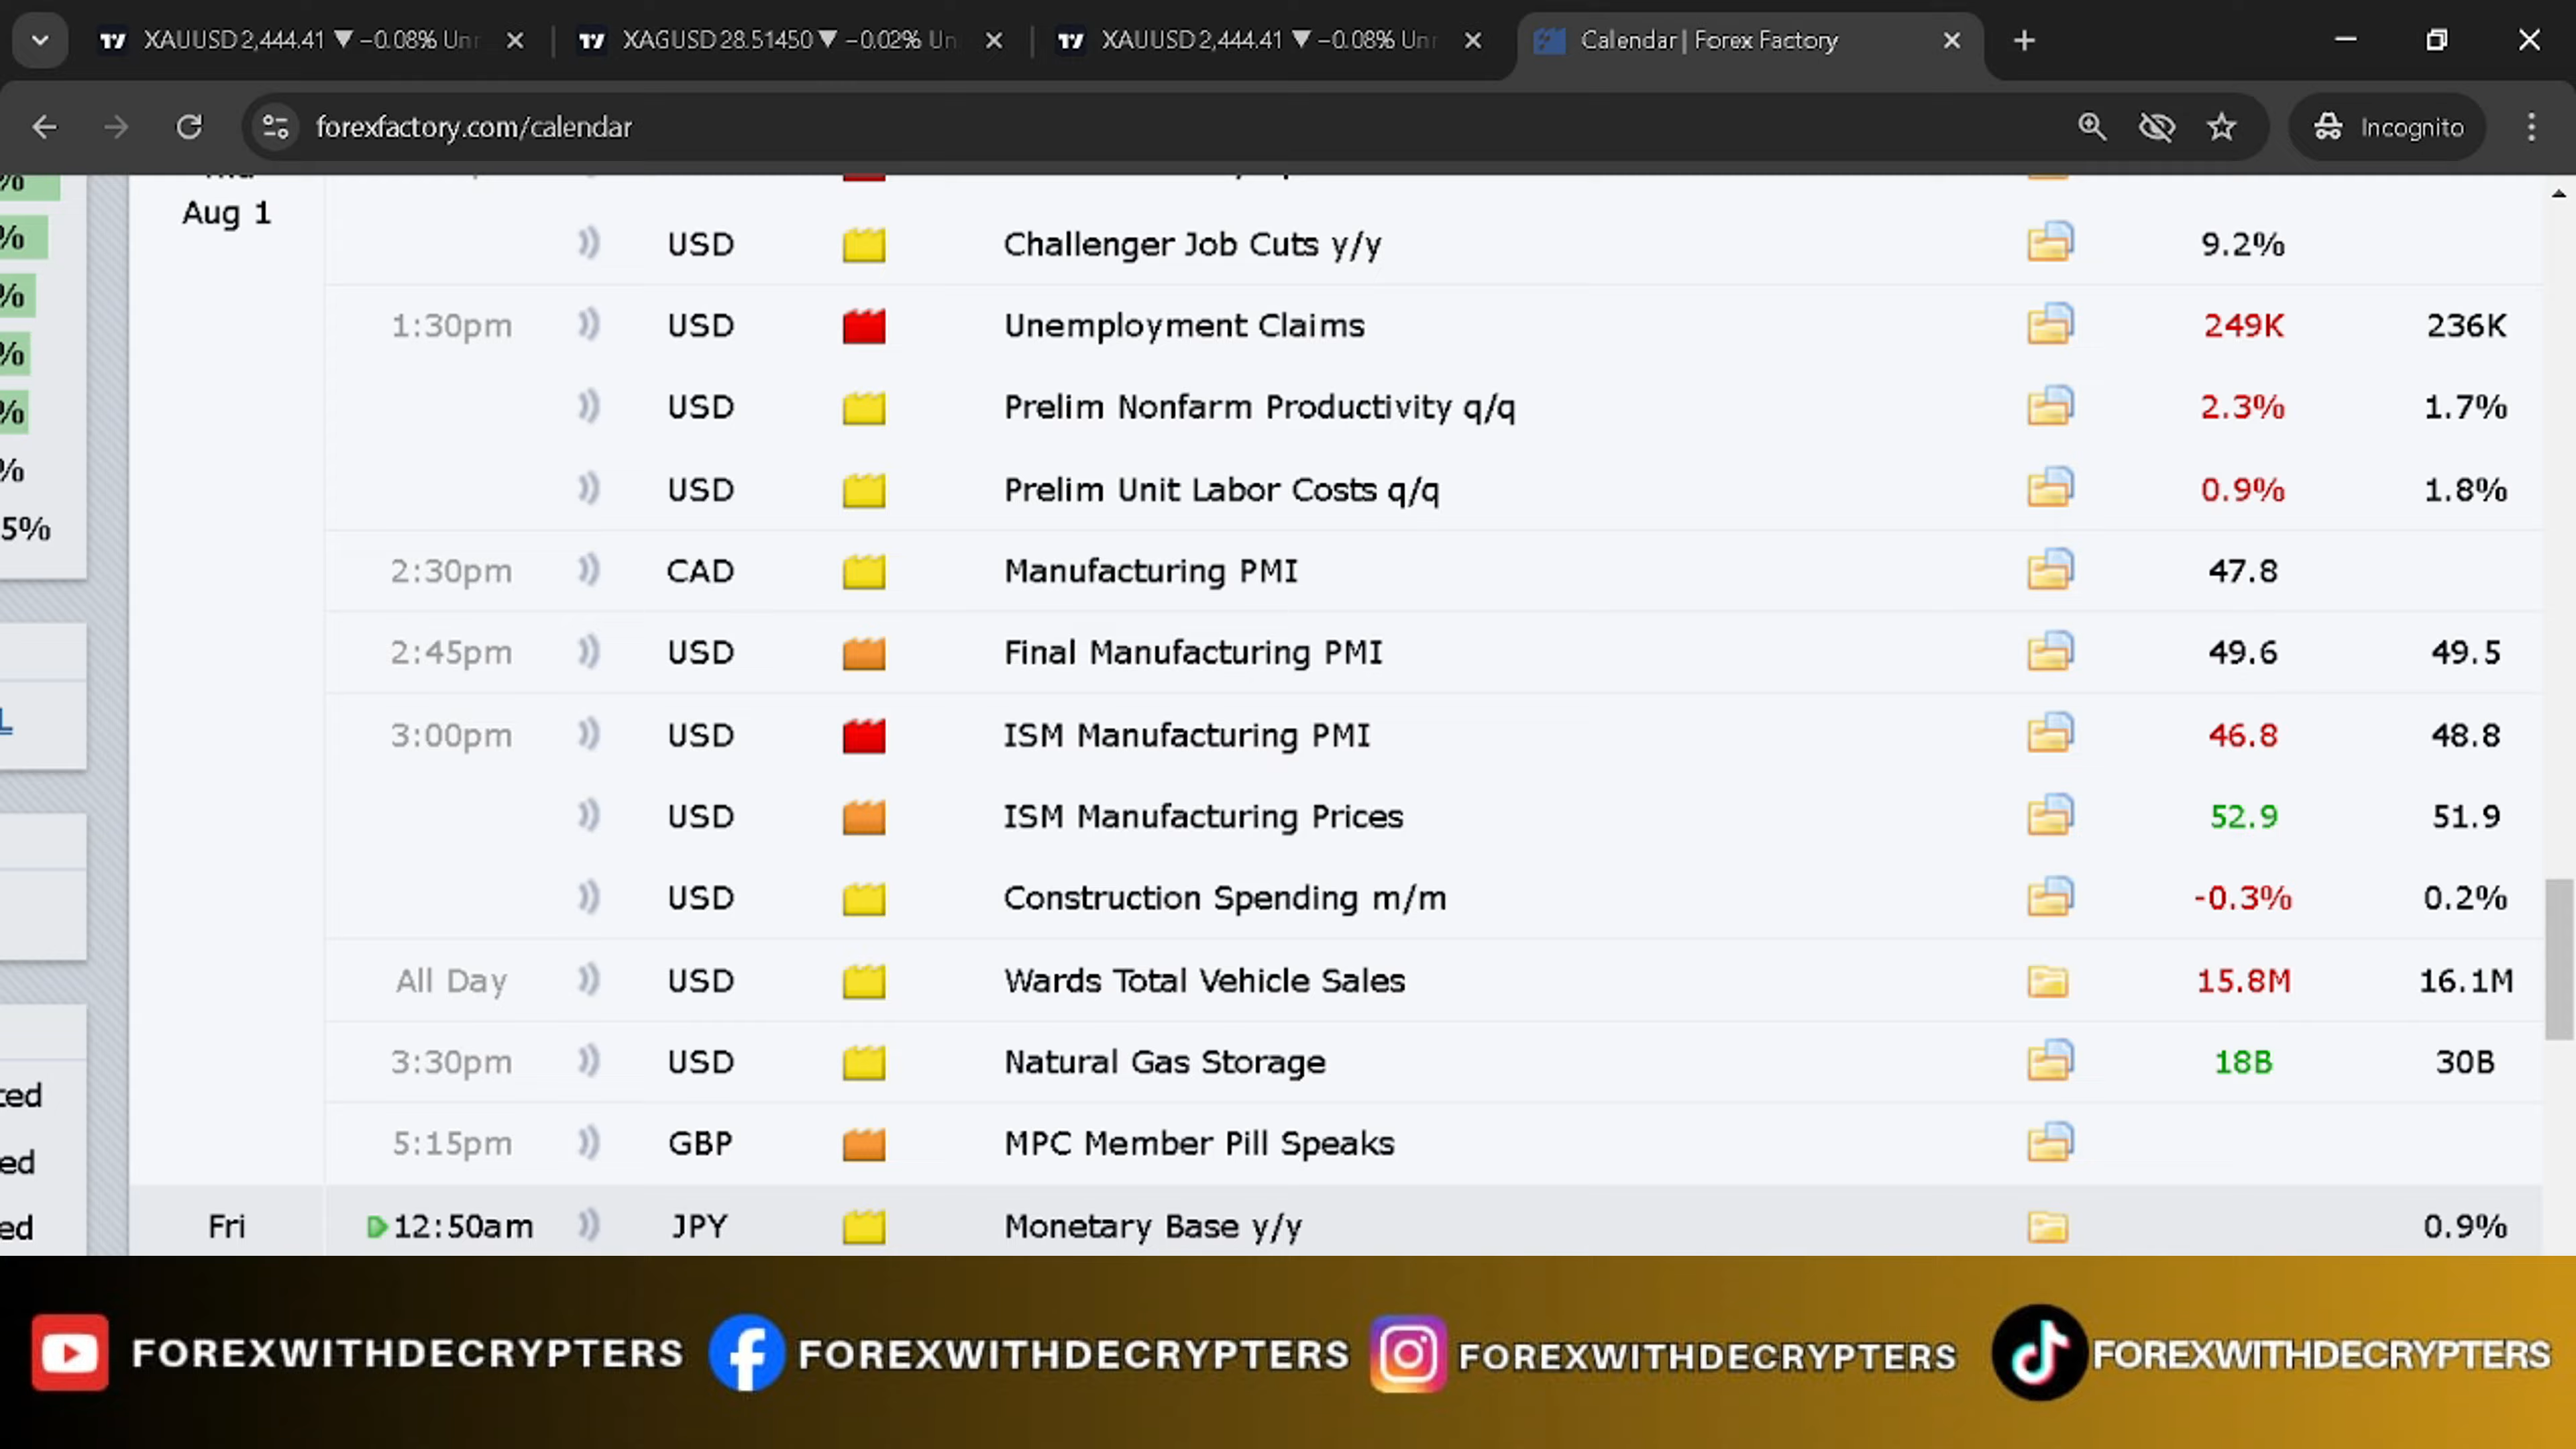 XAUUSD 2,444.41 ▼ −0.08% Unr
XAGUSD 28.51450 ▼ −0.02% Un
XAUUSD 2,444.41 ▼ −0.08% Unr
Calendar | Forex Factory
forexfactory.com/calendar
Incognito
Aug 1
USD Challenger Job Cuts y/y 9.2%
1:30pm USD Unemployment Claims 249K 236K
USD Prelim Nonfarm Productivity q/q 2.3% 1.7%
USD Prelim Unit Labor Costs q/q 0.9% 1.8%
5%
2:30pm CAD Manufacturing PMI 47.8
2:45pm USD Final Manufacturing PMI 49.6 49.5
L
3:00pm USD ISM Manufacturing PMI 46.8 48.8
USD ISM Manufacturing Prices 52.9 51.9
USD Construction Spending m/m -0.3% 0.2%
All Day USD Wards Total Vehicle Sales 15.8M 16.1M
3:30pm USD Natural Gas Storage 18B 30B
5:15pm GBP MPC Member Pill Speaks
ed
Fri 12:50am JPY Monetary Base y/y 0.9%
ed
FOREXWITHDECRYPTERS
FOREXWITHDECRYPTERS
FOREXWITHDECRYPTERS
FOREXWITHDECRYPTERS